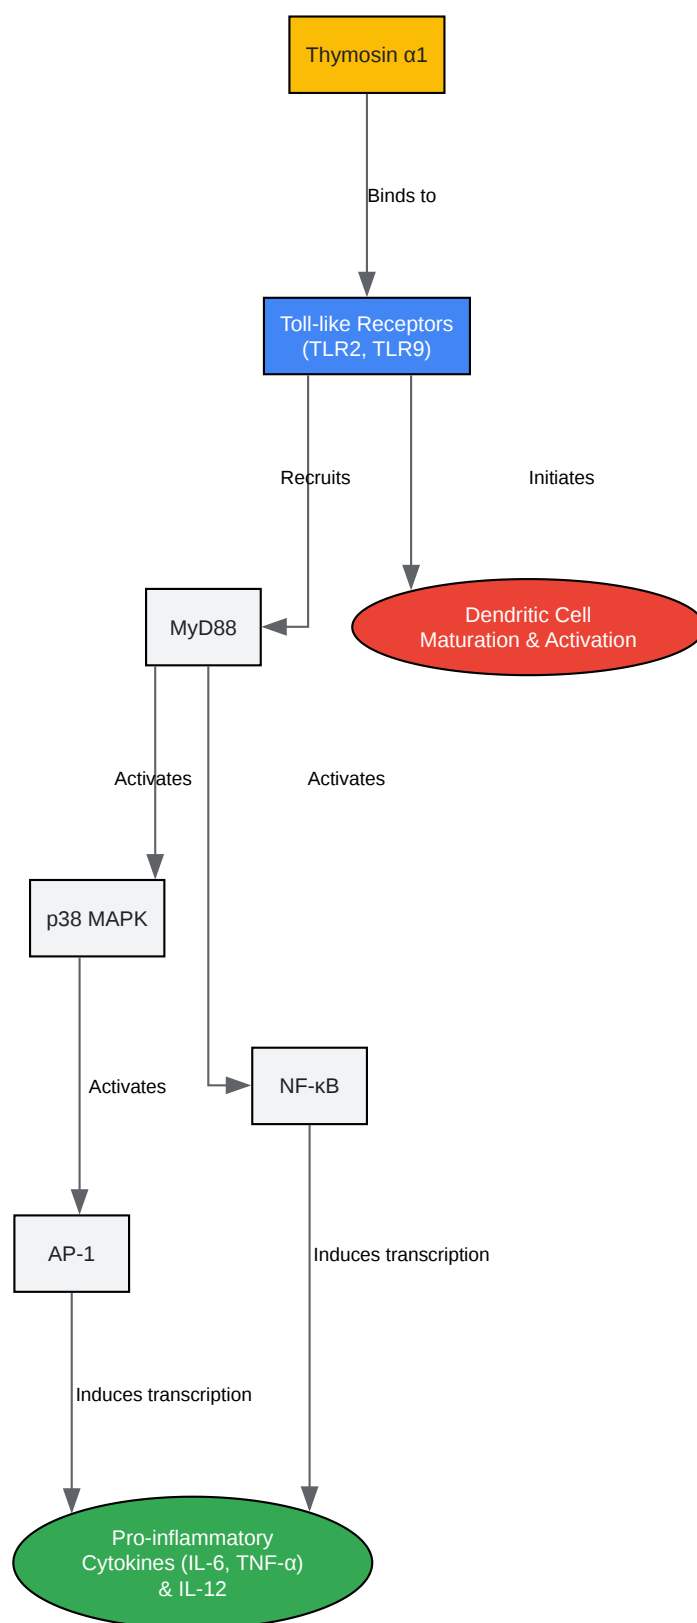 Thymosin α1
Binds to
Toll-like Receptors
(TLR2, TLR9)
Recruits
Initiates
Dendritic Cell
Maturation & Activation
MyD88
Activates
Activates
p38 MAPK
Activates
NF-κB
AP-1
Induces transcription
Induces transcription
Pro-inflammatory
Cytokines (IL-6, TNF-α)
& IL-12